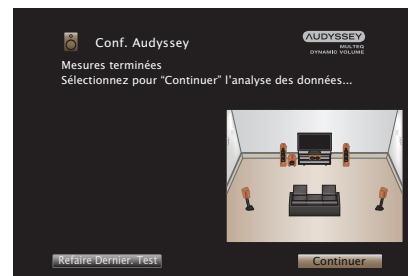 Conf. Audyssey
AUDYSSEY
MULTEQ
DYNAMIC VOLUME
Mesures terminées
Sélectionnez pour “Continuer” l’analyse des données...
Refaire Dernier. Test
Continuer